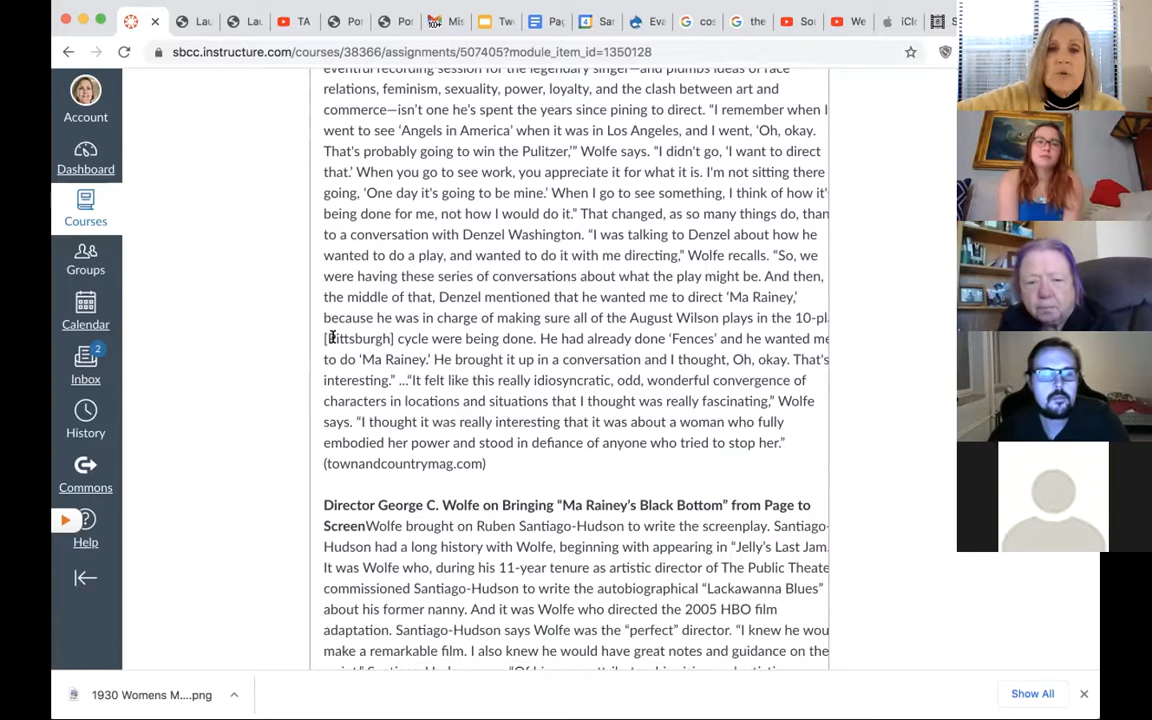 Lau
Lau
TA
Por
Por
Mis
Tw
Pag
Sar
Eva
cos
the
Sou
We
iClo
S
sbcc.instructure.com/courses/38366/assignments/507405?module_item_id=1350128
Account
Dashboard
Courses
Groups
Calendar
2
Inbox
History
Commons
Help
eventful recording session for the legendary singer—and plumbs ideas of race
relations, feminism, sexuality, power, loyalty, and the clash between art and
commerce—isn't one he's spent the years since pining to direct. “I remember when I
went to see ‘Angels in America’ when it was in Los Angeles, and I went, ‘Oh, okay.
That's probably going to win the Pulitzer,’” Wolfe says. “I didn't go, ‘I want to direct
that.’ When you go to see work, you appreciate it for what it is. I'm not sitting there
going, ‘One day it's going to be mine.’ When I go to see something, I think of how it's
being done for me, not how I would do it.” That changed, as so many things do, than
to a conversation with Denzel Washington. “I was talking to Denzel about how he
wanted to do a play, and wanted to do it with me directing,” Wolfe recalls. “So, we
were having these series of conversations about what the play might be. And then,
the middle of that, Denzel mentioned that he wanted me to direct ‘Ma Rainey,’
because he was in charge of making sure all of the August Wilson plays in the 10-pl
[Pittsburgh] cycle were being done. He had already done ‘Fences’ and he wanted me
to do ‘Ma Rainey.’ He brought it up in a conversation and I thought, Oh, okay. That's
interesting.” ...“It felt like this really idiosyncratic, odd, wonderful convergence of
characters in locations and situations that I thought was really fascinating,” Wolfe
says. “I thought it was really interesting that it was about a woman who fully
embodied her power and stood in defiance of anyone who tried to stop her.”
(townandcountrymag.com)
Director George C. Wolfe on Bringing “Ma Rainey's Black Bottom” from Page to
ScreenWolfe brought on Ruben Santiago-Hudson to write the screenplay. Santiago-
Hudson had a long history with Wolfe, beginning with appearing in “Jelly's Last Jam.
It was Wolfe who, during his 11-year tenure as artistic director of The Public Theate
commissioned Santiago-Hudson to write the autobiographical “Lackawanna Blues”
about his former nanny. And it was Wolfe who directed the 2005 HBO film
adaptation. Santiago-Hudson says Wolfe was the “perfect” director. “I knew he wou
make a remarkable film. I also knew he would have great notes and guidance on the
1930 Womens M....png
Show All